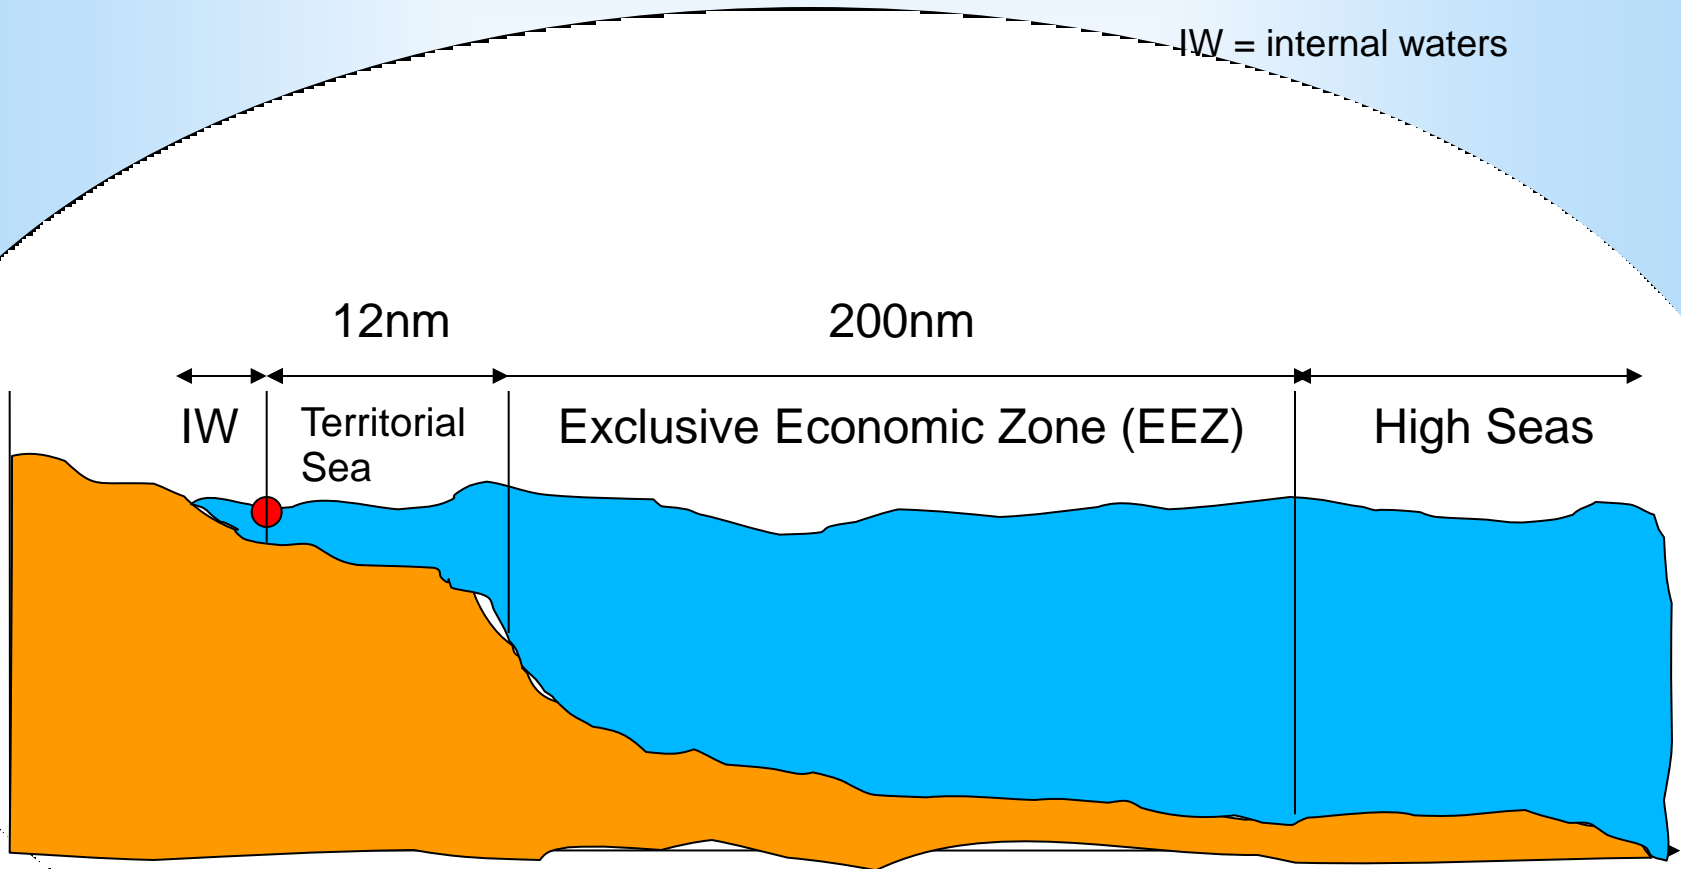 IW = internal waters
12nm
200nm
IW
Territorial
Sea
Exclusive Economic Zone (EEZ)
High Seas